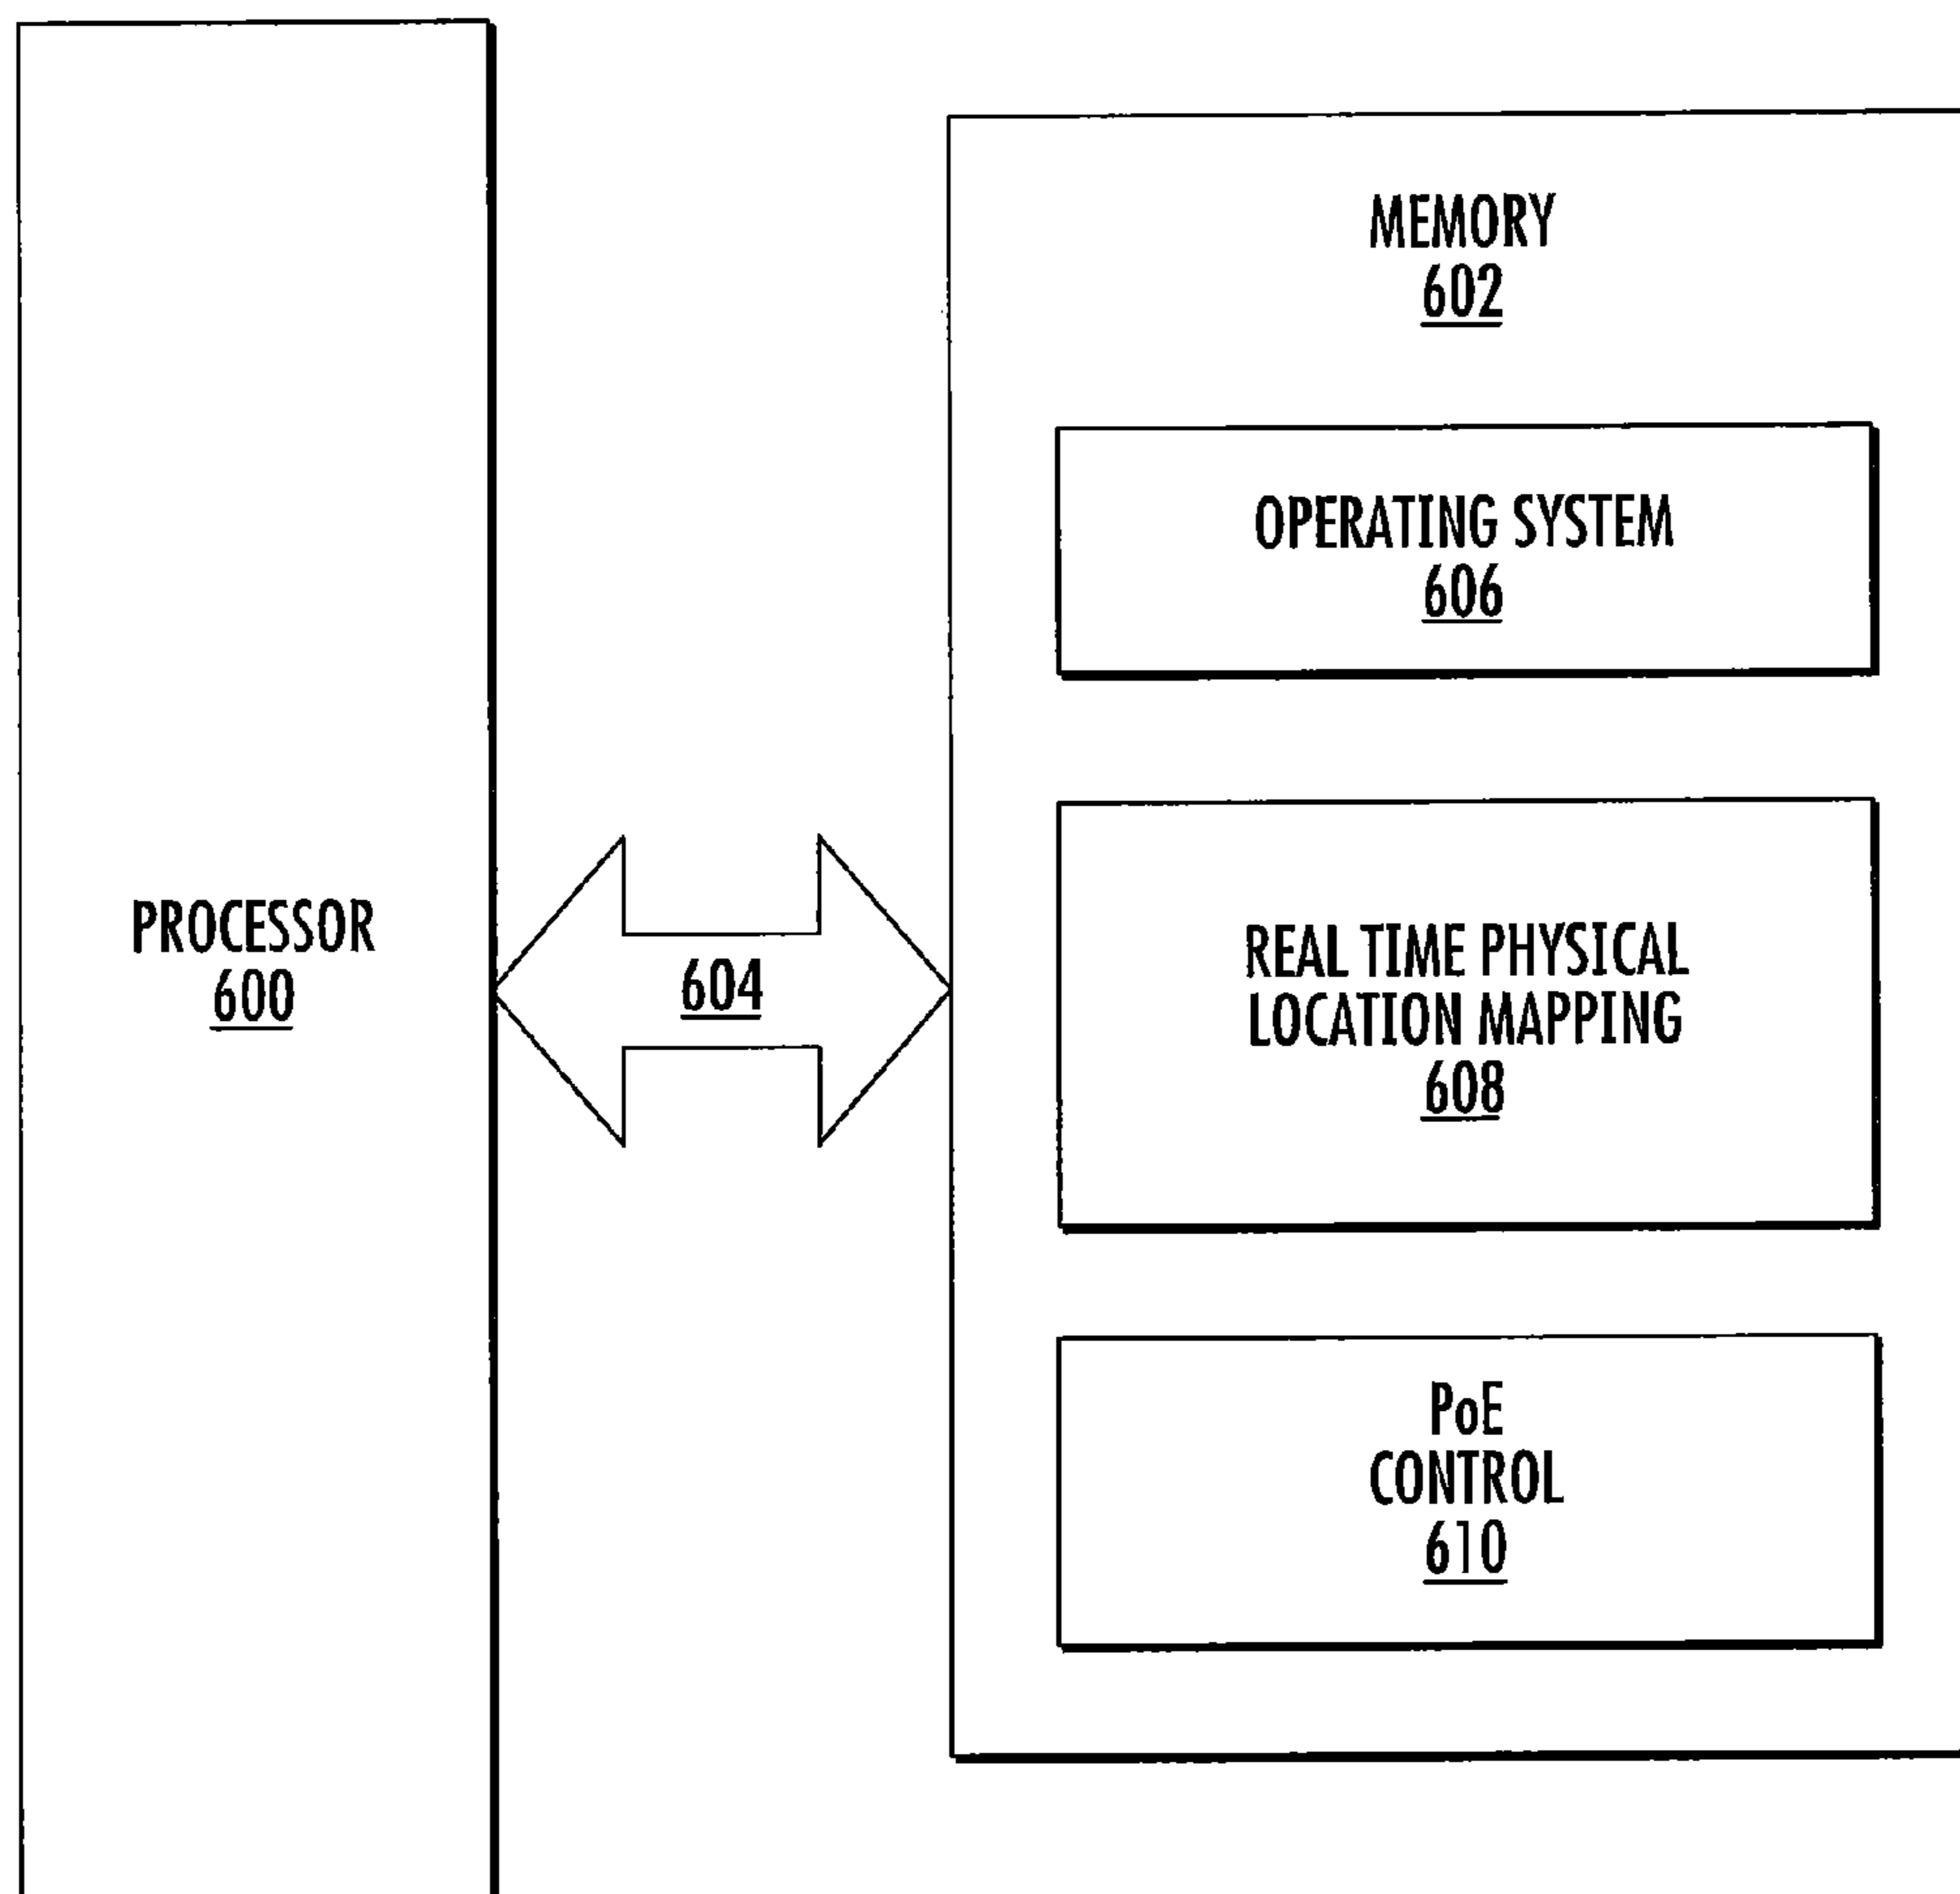 MEMORY
602
OPERATING SYSTEM
606
PROCESSOR
600
604
REAL TIME PHYSICAL
LOCATION MAPPING
608
PoE
CONTROL
610